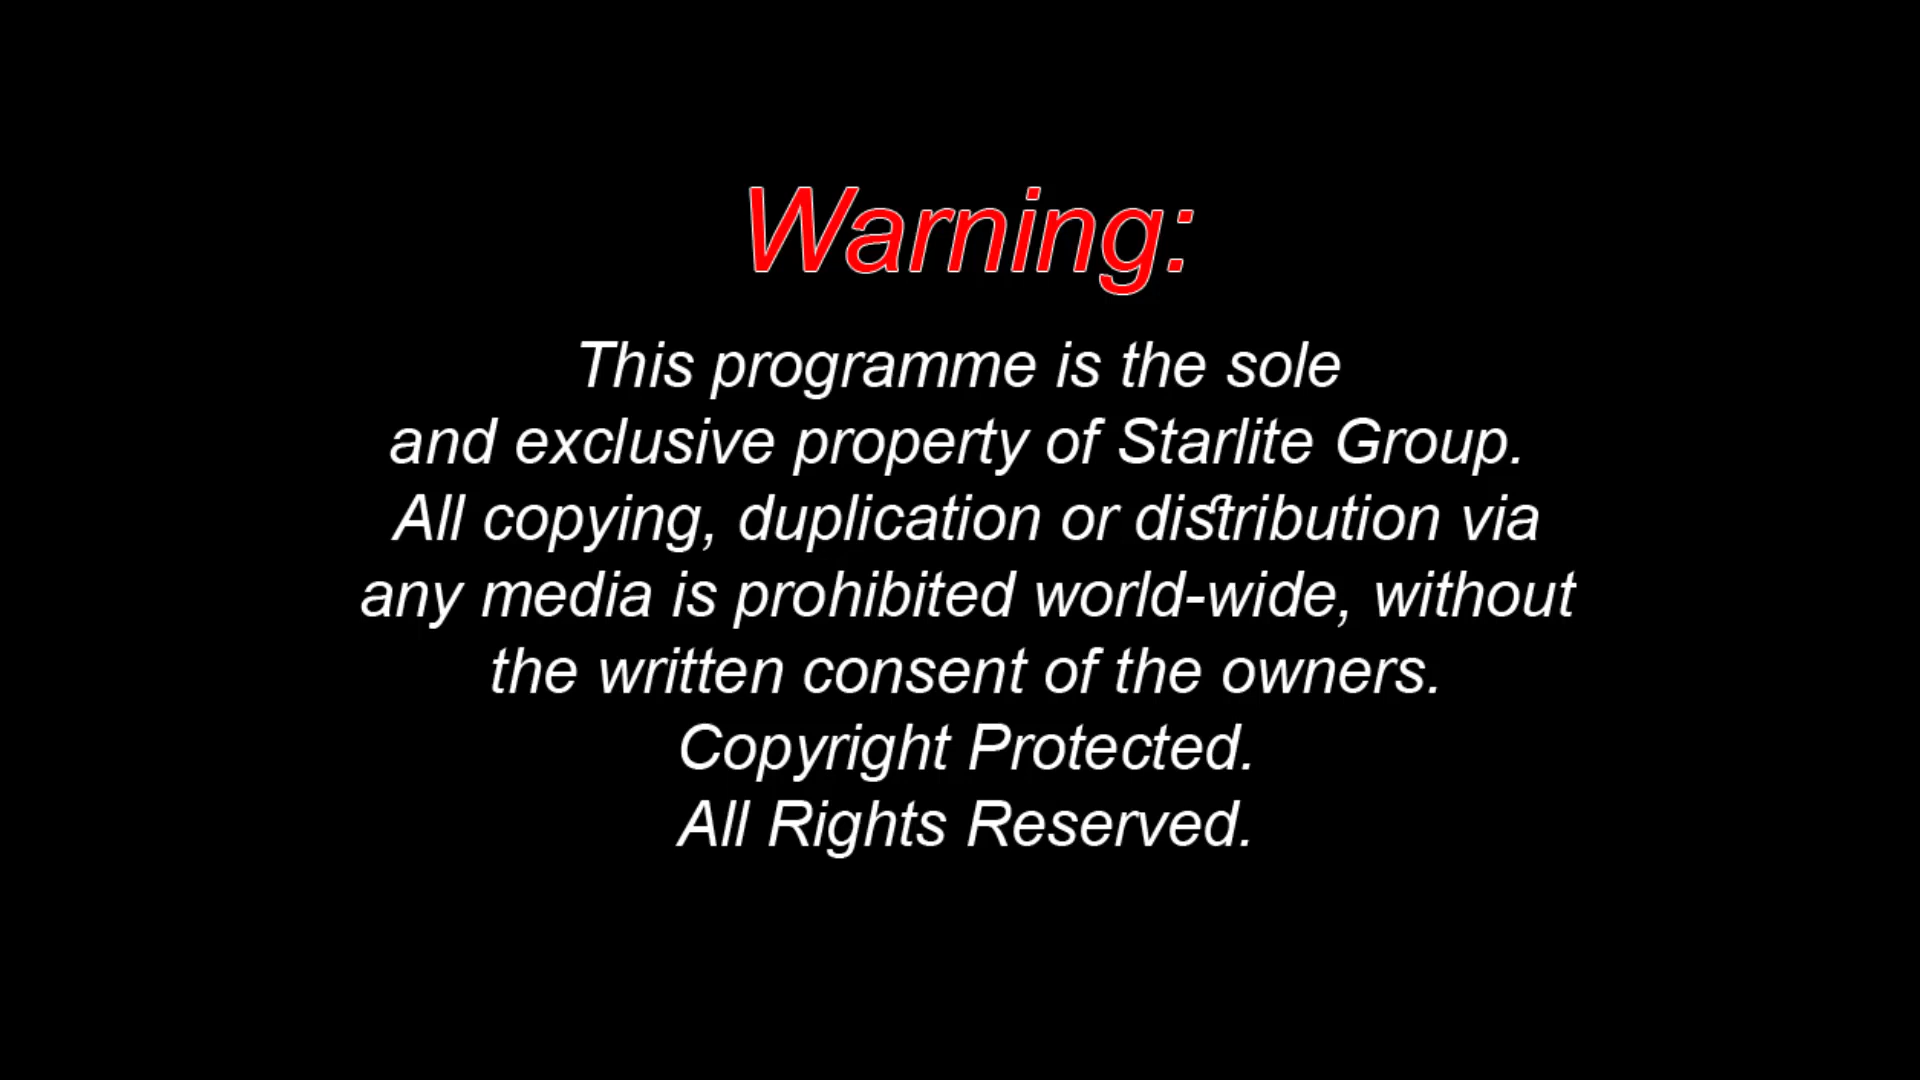 Warning:
This programme is the sole
and exclusive property of Starlite Group.
All copying, duplication or distribution via
any media is prohibited world-wide, without
the written consent of the owners.
Copyright Protected.
All Rights Reserved.